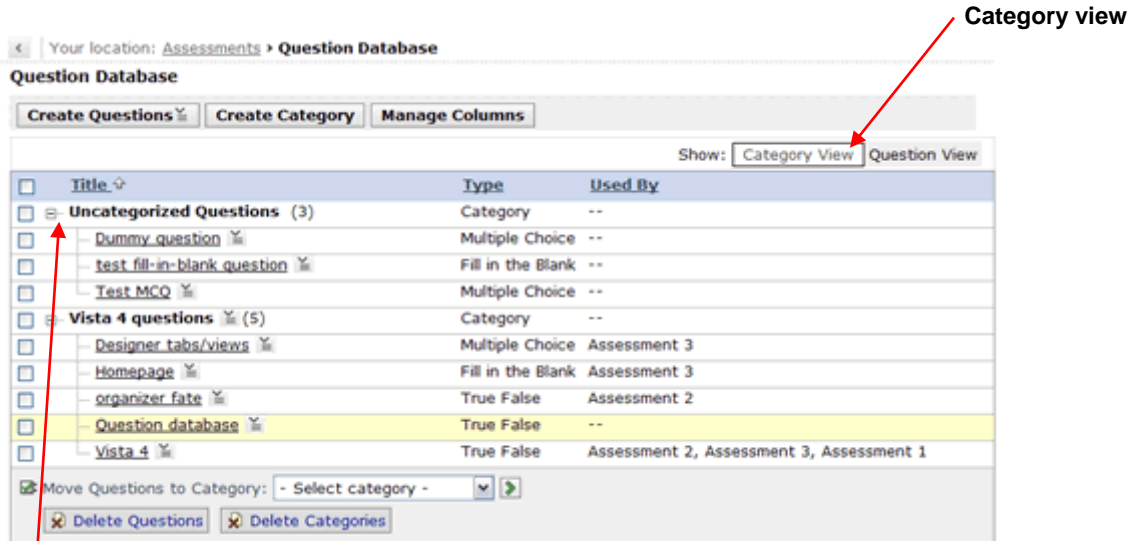 Category view
Your location: Assessments › Question Database
Question Database
Create Questions Create Category Manage Columns
Show: Category View Question View
Title Type Used By
Uncategorized Questions (3) Category --
Dummy question Multiple Choice --
test fill-in-blank question Fill in the Blank --
Test MCQ Multiple Choice --
Vista 4 questions (5) Category --
Designer tabs/views Multiple Choice Assessment 3
Homepage Fill in the Blank Assessment 3
organizer fate True False Assessment 2
Question database True False --
Vista 4 True False Assessment 2, Assessment 3, Assessment 1
Move Questions to Category: - Select category -
Delete Questions Delete Categories